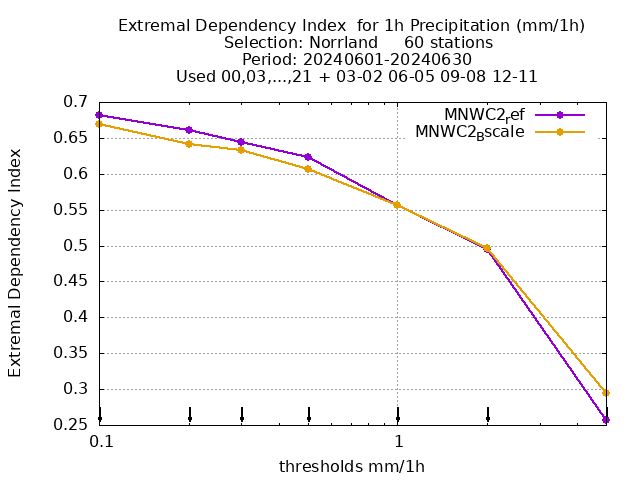 Extremal Dependency Index  for 1h Precipitation (mm/1h)
Selection: Norrland     60 stations
Period: 20240601-20240630
Used 00,03,...,21 + 03-02 06-05 09-08 12-11
MNWC2ref
MNWC2Bscale
0.7
0.65
0.6
0.55
0.5
0.45
0.4
0.35
0.3
0.25
Extremal Dependency Index
0.1
1
thresholds mm/1h